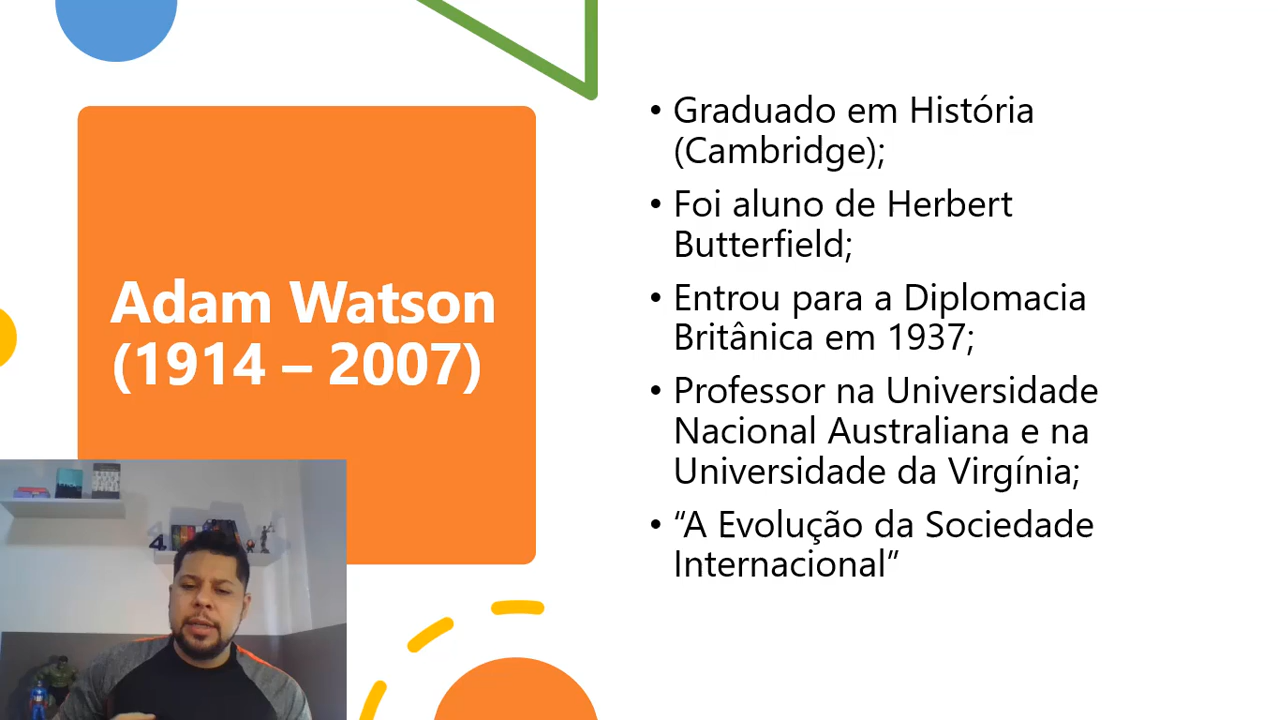 Adam Watson
(1914 – 2007)
• Graduado em História
(Cambridge);
• Foi aluno de Herbert
Butterfield;
• Entrou para a Diplomacia
Britânica em 1937;
• Professor na Universidade
Nacional Australiana e na
Universidade da Virgínia;
• “A Evolução da Sociedade
Internacional”